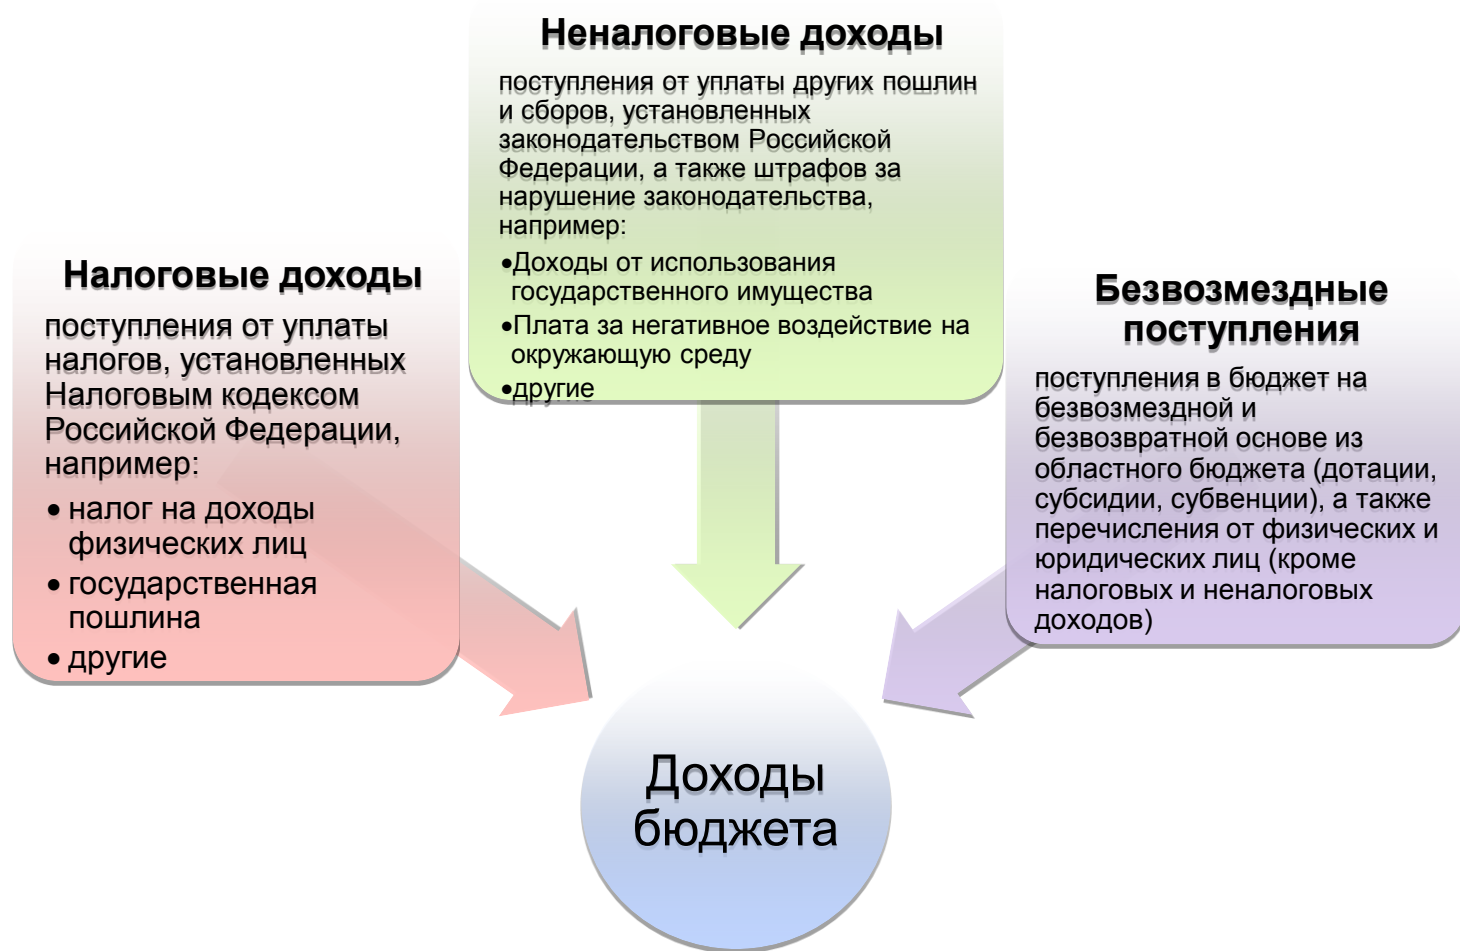 Неналоговые доходы
поступления от уплаты других пошлин
и сборов, установленных
законодательством Российской
Федерации, а также штрафов за
нарушение законодательства,
например:
•Доходы от использования
государственного имущества
•Плата за негативное воздействие на
окружающую среду
•другие
Налоговые доходы
поступления от уплаты
налогов, установленных
Налоговым кодексом
Российской Федерации,
например:
• налог на доходы
физических лиц
• государственная
пошлина
• другие
Безвозмездные
поступления
поступления в бюджет на
безвозмездной и
безвозвратной основе из
областного бюджета (дотации,
субсидии, субвенции), а также
перечисления от физических и
юридических лиц (кроме
налоговых и неналоговых
доходов)
Доходы
бюджета